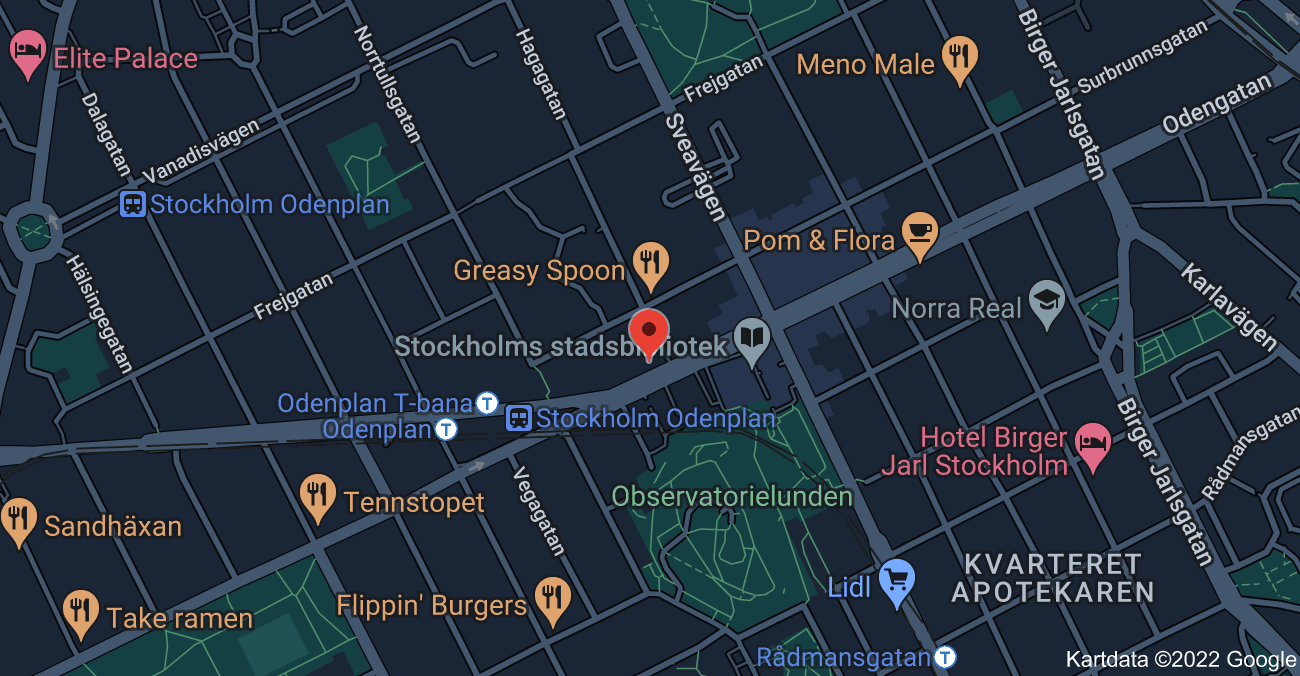 Elite Palace
Norrtullsgatan
Hagagatan
Meno Male
Birger Jarlsgatan
Surbrunnsgatan
Frejgatan
Odengatan
Dalagatan
Vanadisvägen
Sveavägen
Stockholm Odenplan
Pom & Flora
Greasy Spoon
Hälsingegatan
Frejgatan
Karlavägen
Norra Real
Stockholms stadsbibliotek
Odenplan T-bana
T
Stockholm Odenplan
Odenplan
T
Hotel Birger
Jarl Stockholm
Birger Jarlsgatan
Rådmansgatan
Tennstopet
Vegagatan
Observatorielunden
Sandhäxan
KVARTERET
APOTEKAREN
Lidl
Flippin' Burgers
Take ramen
Rådmansgatan
T
Kartdata ©2022 Google